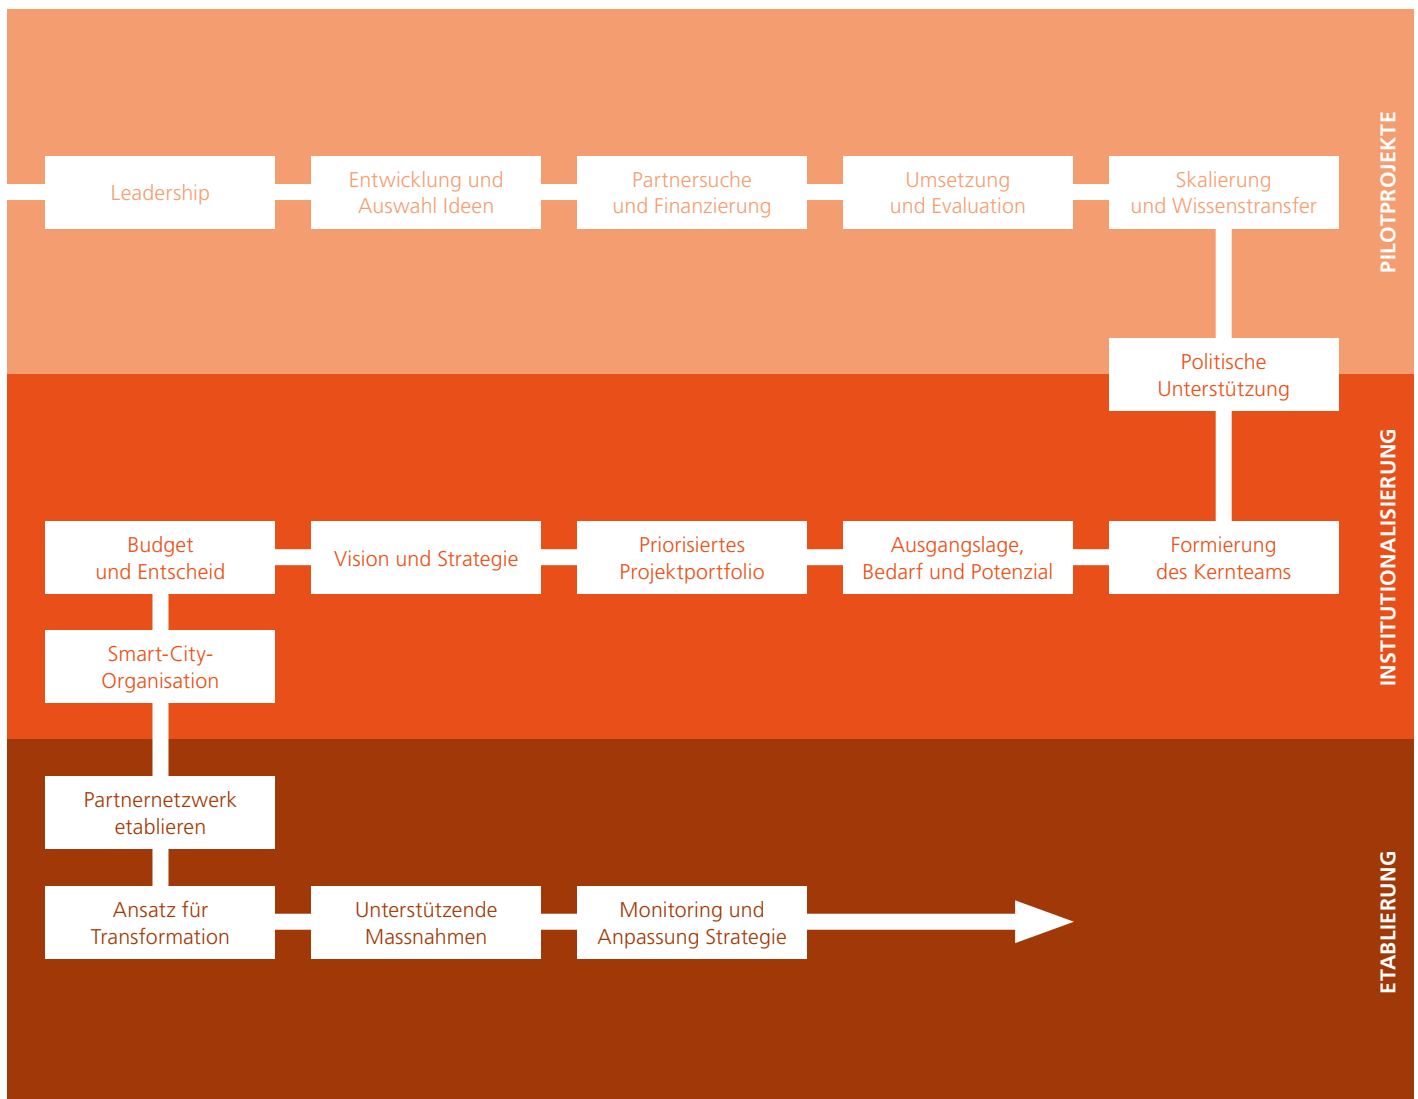 PILOTPROJEKTE
Leadership
Entwicklung und
Auswahl Ideen
Partnersuche
und Finanzierung
Umsetzung
und Evaluation
Skalierung
und Wissenstransfer
Politische
Unterstützung
INSTITUTIONALISIERUNG
Formierung
des Kernteams
Ausgangslage,
Bedarf und Potenzial
Priorisiertes
Projektportfolio
Vision und Strategie
Budget
und Entscheid
Smart-City-
Organisation
ETABLIERUNG
Partnernetzwerk
etablieren
Ansatz für
Transformation
Unterstützende
Massnahmen
Monitoring und
Anpassung Strategie